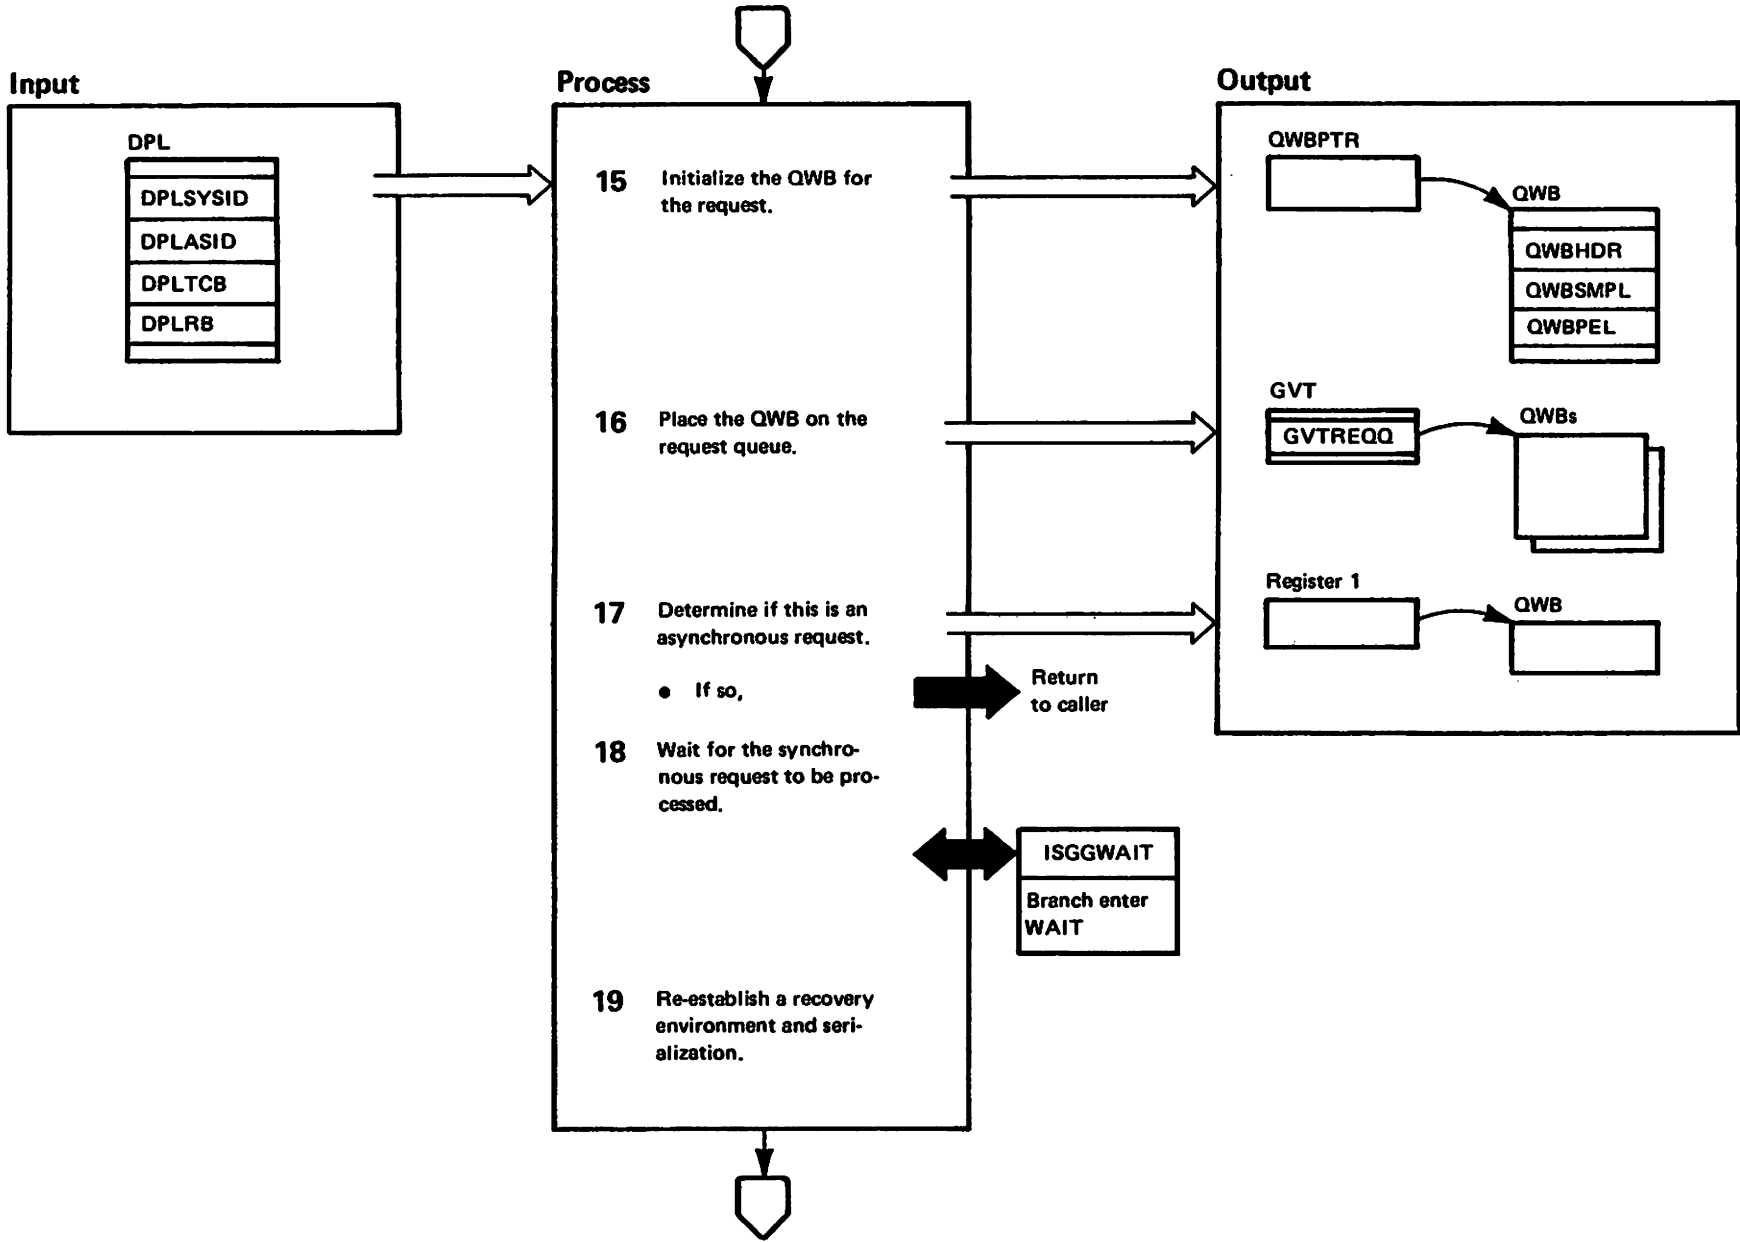 Input
DPL
DPLSYSID
DPLASID
DPLTCB
DPLRB
Process
15 Initialize the QWB for
the request.
16 Place the QWB on the
request queue.
17 Determine if this is an
asynchronous request.
● If so,
Return
to caller
18 Wait for the synchro-
nous request to be pro-
cessed.
ISGGWAIT
Branch enter
WAIT
19 Re-establish a recovery
environment and seri-
alization.
Output
QWBPTR
QWB
QWBHDR
QWBSMPL
QWBPEL
GVT
GVTREQQ
QWBs
Register 1
QWB